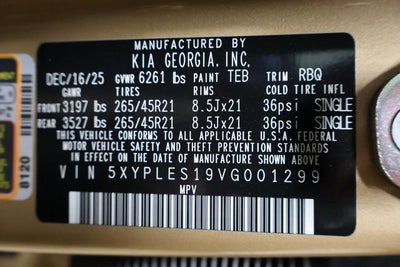 MANUFACTURED BY
KIA GEORGIA. INC.
DEC/16/25 GVWR 6261 lbs PAINT TEB TRIM RBQ
GAWR TIRES RIMS COLD TIRE INFL
FRONT 3197 lbs 265/45R21 8.5Jx21 36psi SINGLE
REAR 3527 lbs 265/45R21 8.5Jx21 36psi SINGLE
THIS VEHICLE CONFORMS TO ALL APPLICABLE U.S.A. FEDERAL
MOTOR VEHICLE SAFETY AND THEFT PREVENTION STANDARDS
IN EFFECT ON THE DATE OF MANUFACTURE SHOWN ABOVE
VIN 5XYPLES19VG001299
MPV
8120